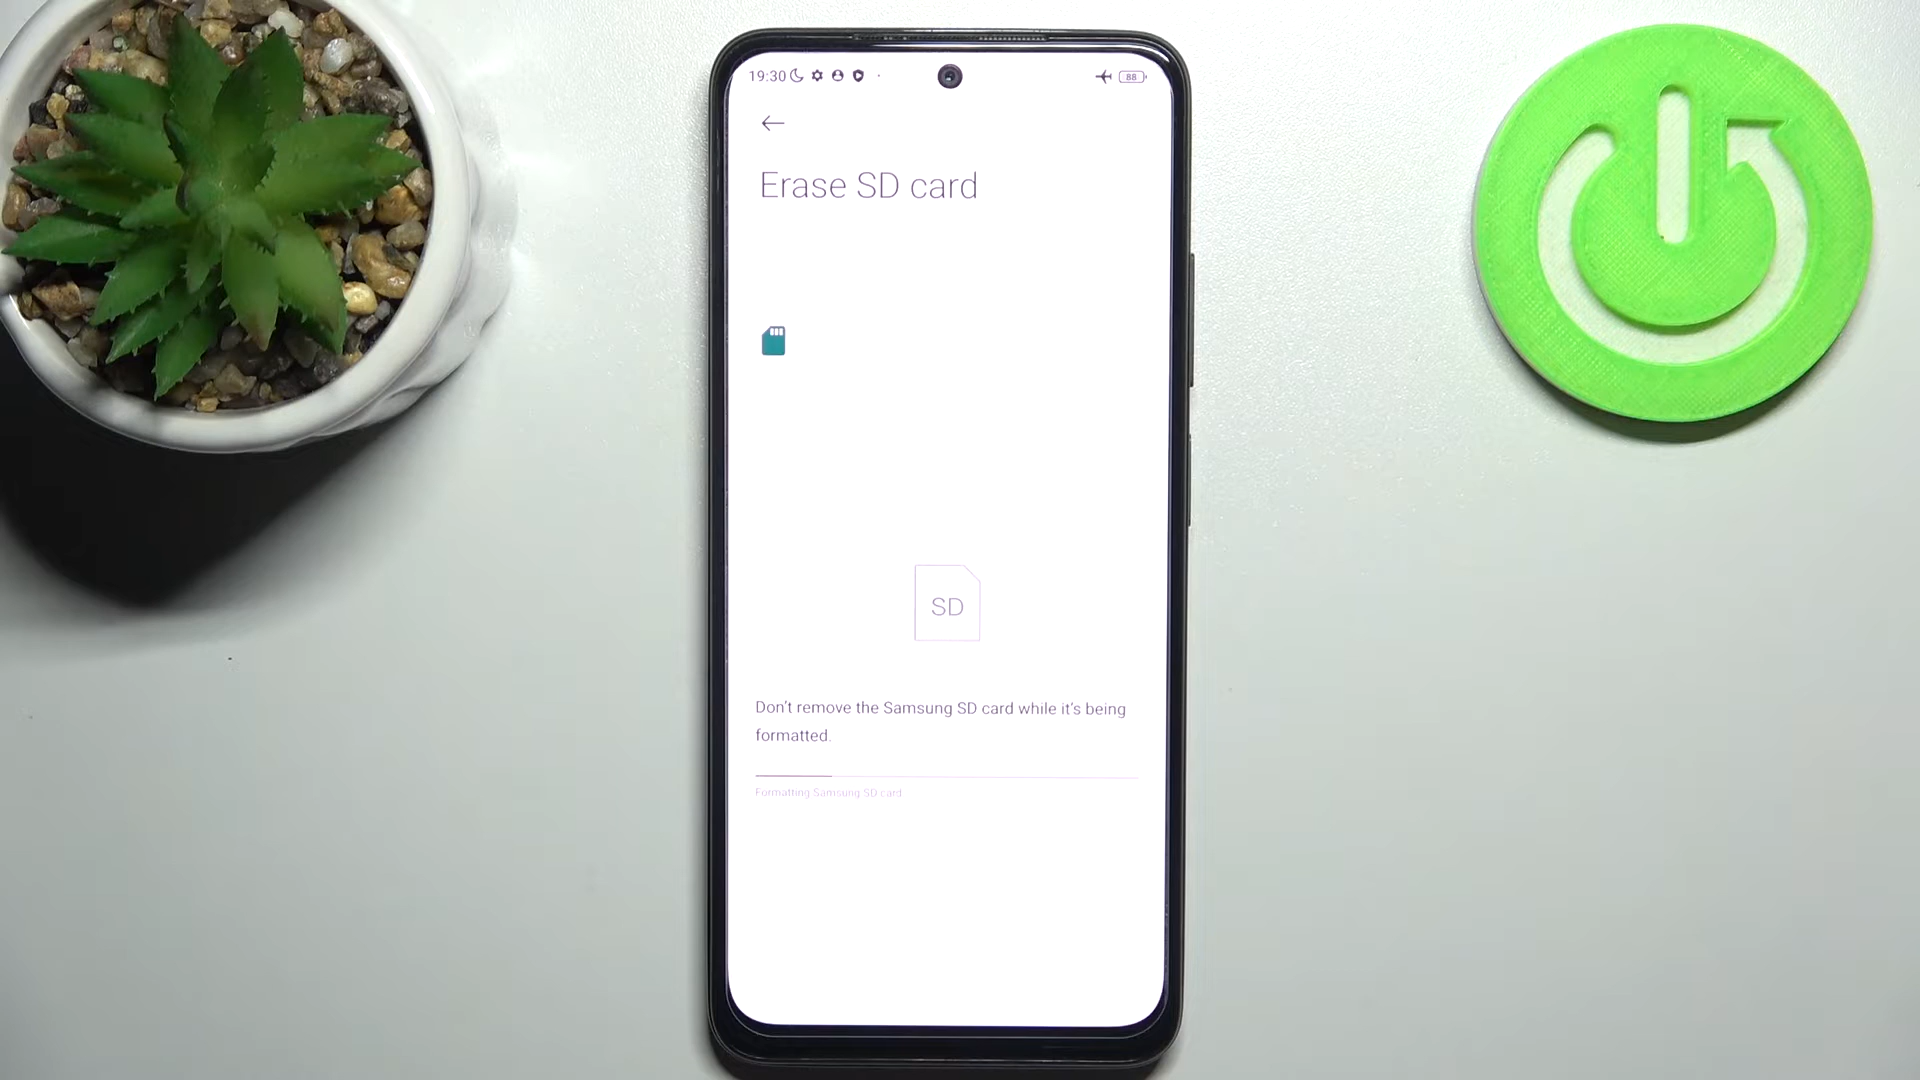 19:30
88
Erase SD card
SD
Don't remove the Samsung SD card while it's being
formatted.
Formatting Samsung SD card